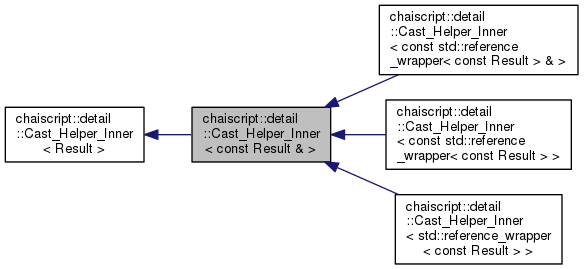 chaiscript::detail
::Cast_Helper_Inner
< Result >
chaiscript::detail
::Cast_Helper_Inner
< const Result & >
chaiscript::detail
::Cast_Helper_Inner
< const std::reference
_wrapper< const Result > & >
chaiscript::detail
::Cast_Helper_Inner
< const std::reference
_wrapper< const Result > >
chaiscript::detail
::Cast_Helper_Inner
< std::reference_wrapper
< const Result > >